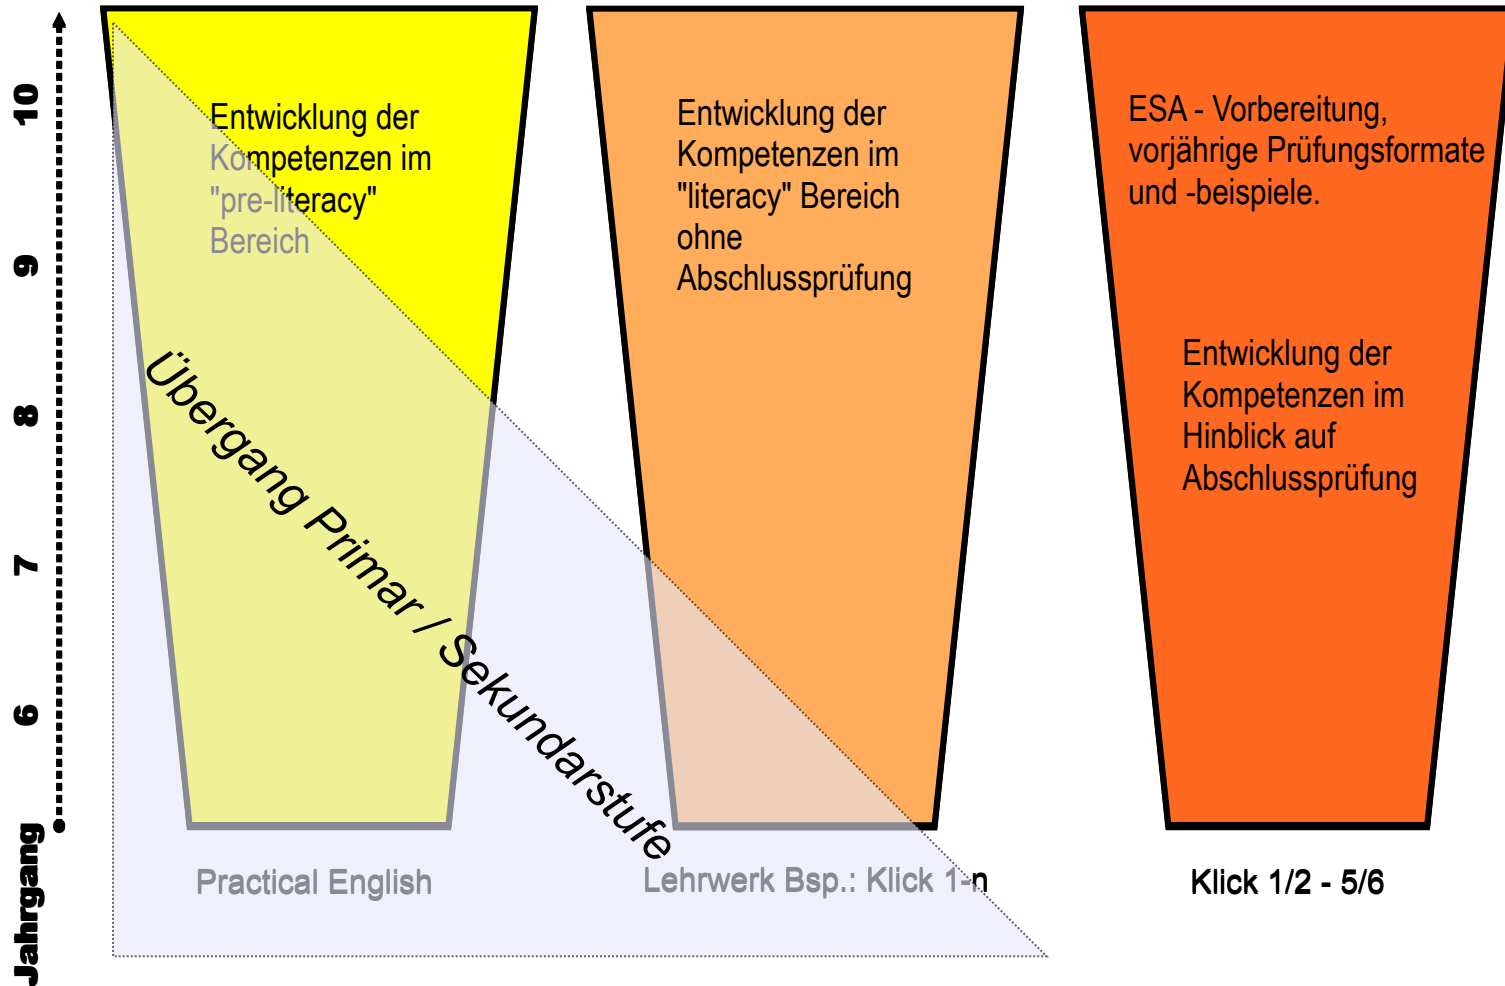 10
9
8
7
6
Jahrgang
Entwicklung der
Kompetenzen im
"pre-literacy"
Bereich
Entwicklung der
Kompetenzen im
"literacy" Bereich
ohne
Abschlussprüfung
ESA - Vorbereitung,
vorjährige Prüfungsformate
und -beispiele.
Entwicklung der
Kompetenzen im
Hinblick auf
Abschlussprüfung
Übergang Primar / Sekundarstufe
Practical English
Lehrwerk Bsp.: Klick 1-n
Klick 1/2 - 5/6